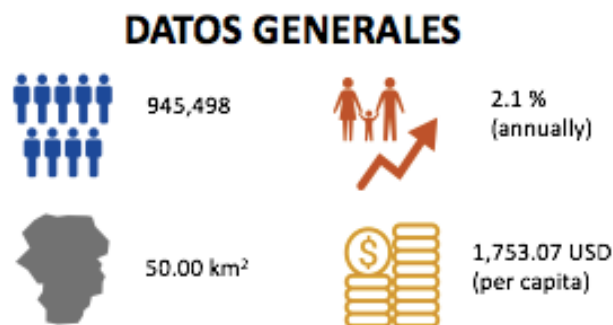 DATOS GENERALES
945,498
2.1 %
(annually)
50.00 km²
$
1,753.07 USD
(per capita)